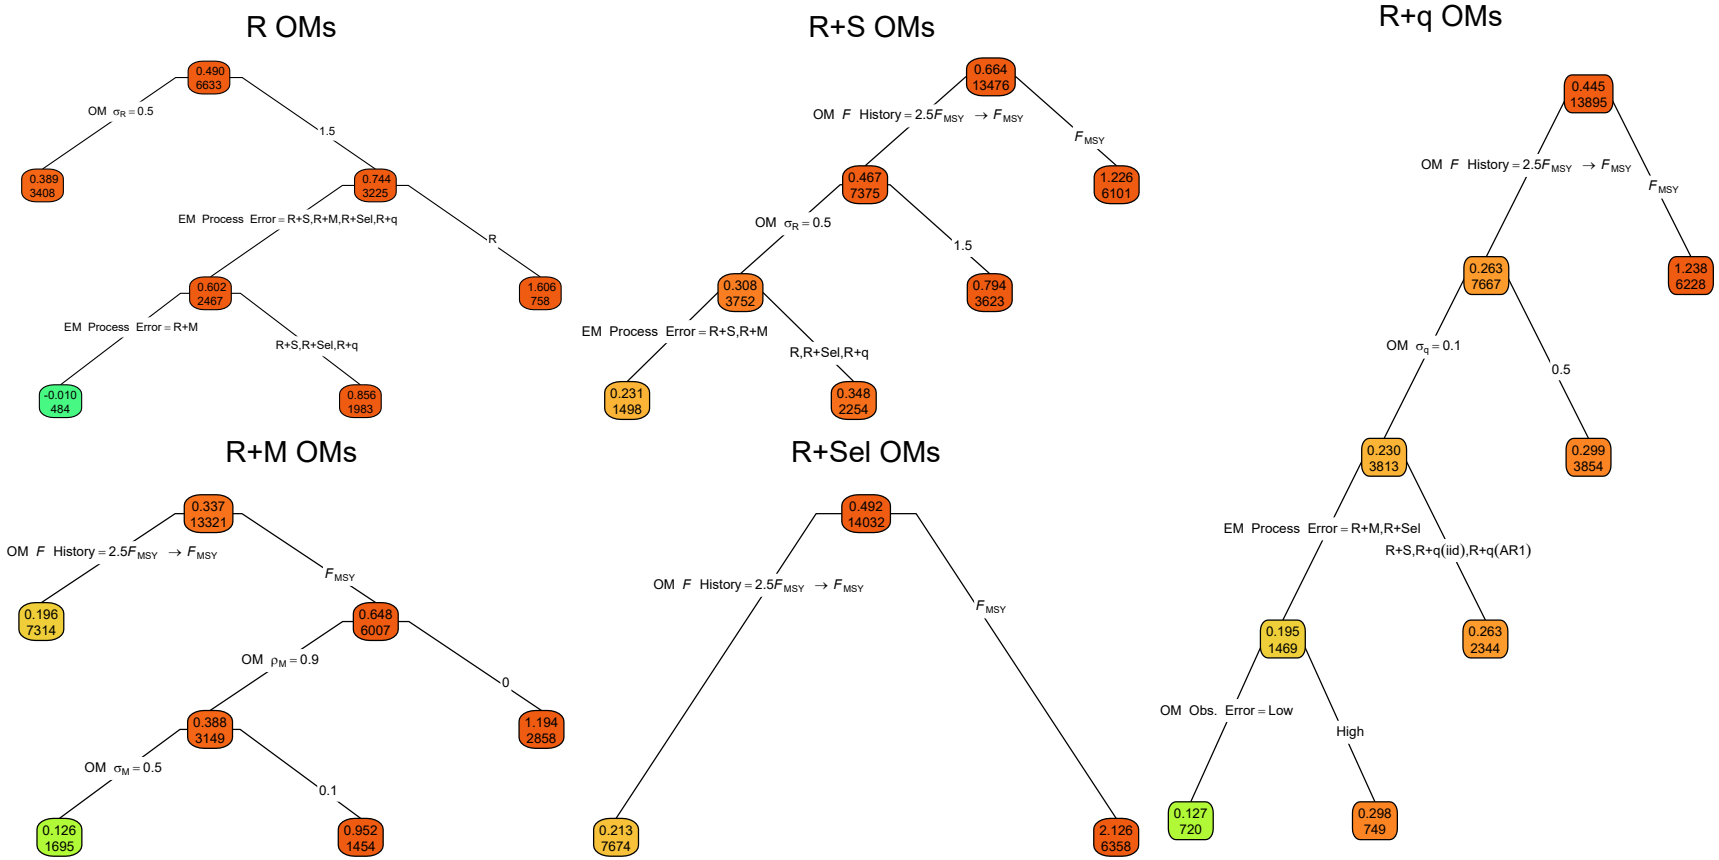 R OMs
0.490
6633
OM σR = 0.5
1.5
0.389
3408
0.744
3225
EM Process Error = R+S,R+M,R+Sel,R+q
R
0.602
2467
1.606
758
EM Process Error = R+M
R+S,R+Sel,R+q
-0.010
484
0.856
1983
R+S OMs
0.664
13476
OM F History = 2.5FMSY → FMSY
FMSY
0.467
7375
1.226
6101
OM σR = 0.5
1.5
0.308
3752
0.794
3623
EM Process Error = R+S,R+M
R,R+Sel,R+q
0.231
1498
0.348
2254
R+q OMs
0.445
13895
OM F History = 2.5FMSY → FMSY
FMSY
0.263
7667
1.238
6228
OM σq = 0.1
0.5
0.230
3813
0.299
3854
EM Process Error = R+M,R+Sel
R+S,R+q(iid),R+q(AR1)
0.195
1469
0.263
2344
OM Obs. Error = Low
High
0.127
720
0.298
749
R+M OMs
0.337
13321
OM F History = 2.5FMSY → FMSY
FMSY
0.196
7314
0.648
6007
OM ρM = 0.9
0
0.388
3149
1.194
2858
OM σM = 0.5
0.1
0.126
1695
0.952
1454
R+Sel OMs
0.492
14032
OM F History = 2.5FMSY → FMSY
FMSY
0.213
7674
2.126
6358